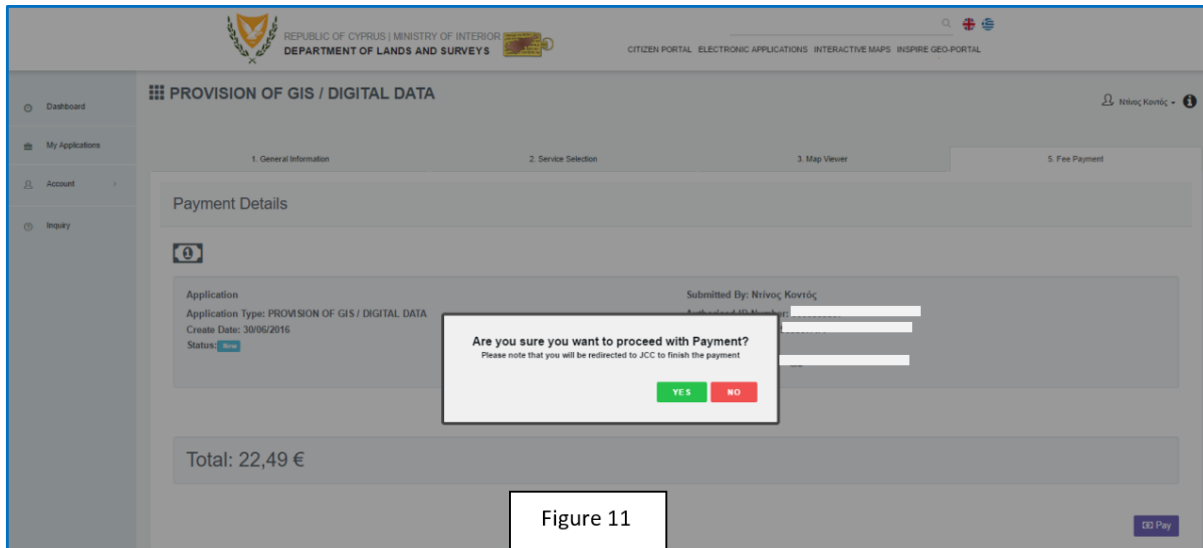 REPUBLIC OF CYPRUS | MINISTRY OF INTERIOR
DEPARTMENT OF LANDS AND SURVEYS
CITIZEN PORTAL ELECTRONIC APPLICATIONS INTERACTIVE MAPS INSPIRE GEO-PORTAL
PROVISION OF GIS / DIGITAL DATA
Ντίνος Κοντός
Dashboard
My Applications
Account
Inquiry
1. General Information
2. Service Selection
3. Map Viewer
5. Fee Payment
Payment Details
Application
Application Type: PROVISION OF GIS / DIGITAL DATA
Create Date: 30/06/2016
Status: New
Submitted By: Ντίνος Κοντός
Authorized ID Number:
Are you sure you want to proceed with Payment?
Please note that you will be redirected to JCC to finish the payment
YES NO
Total: 22,49 €
Figure 11
Pay